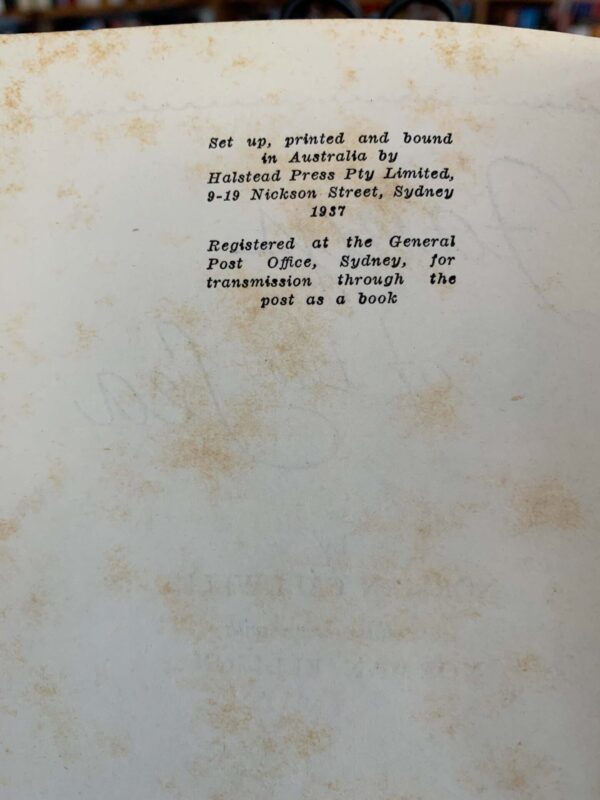 Set up, printed and bound
in Australia by
Halstead Press Pty Limited,
9-19 Nickson Street, Sydney
1937
Registered at the General
Post Office, Sydney, for
transmission through the
post as a book